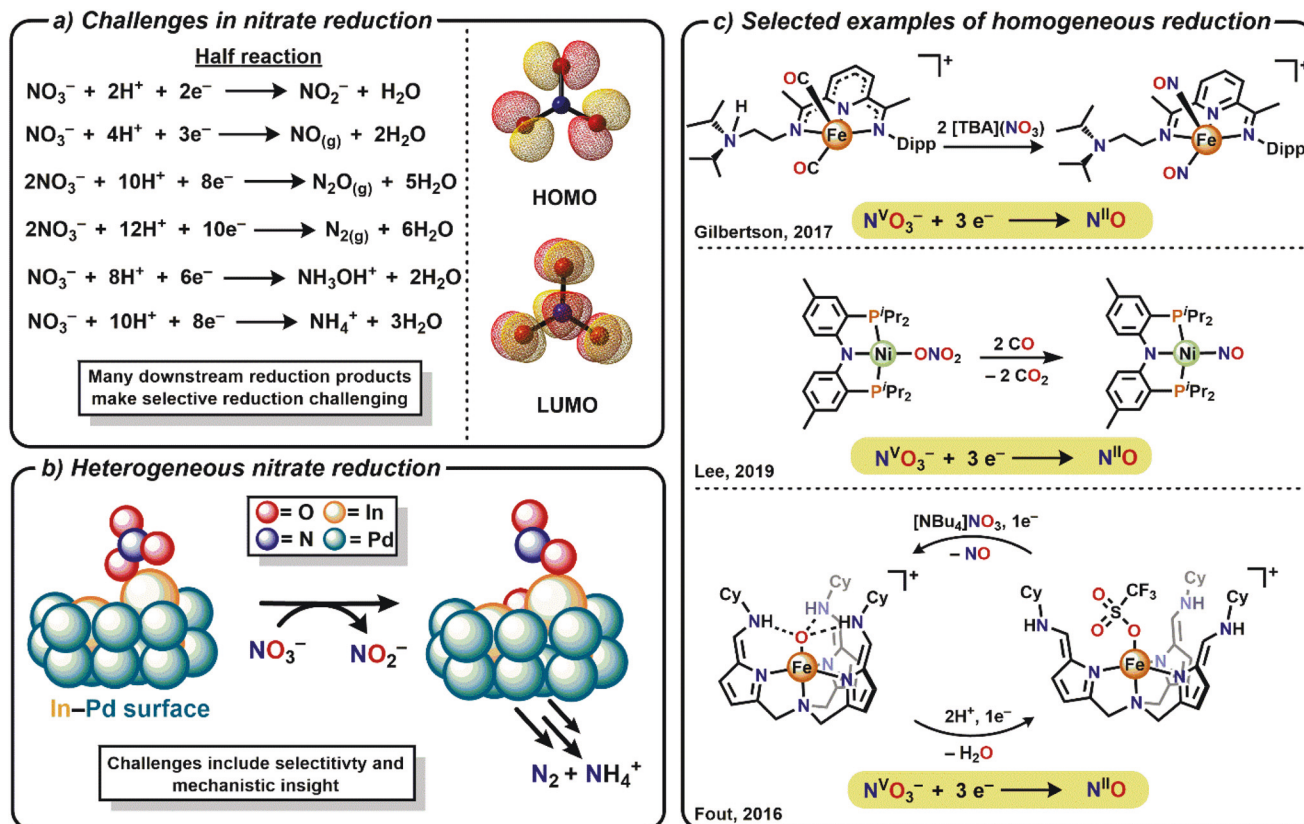 a) Challenges in nitrate reduction
Half reaction
NO₃⁻ + 2H⁺ + 2e⁻ ⟶ NO₂⁻ + H₂O
NO₃⁻ + 4H⁺ + 3e⁻ ⟶ NO(g) + 2H₂O
2NO₃⁻ + 10H⁺ + 8e⁻ ⟶ N₂O(g) + 5H₂O
2NO₃⁻ + 12H⁺ + 10e⁻ ⟶ N₂(g) + 6H₂O
NO₃⁻ + 8H⁺ + 6e⁻ ⟶ NH₃OH⁺ + 2H₂O
NO₃⁻ + 10H⁺ + 8e⁻ ⟶ NH₄⁺ + 3H₂O
Many downstream reduction products
make selective reduction challenging
HOMO
LUMO
b) Heterogeneous nitrate reduction
= O = In
= N = Pd
NO₃⁻
NO₂⁻
In–Pd surface
N₂ + NH₄⁺
Challenges include selectitivty and
mechanistic insight
c) Selected examples of homogeneous reduction
H
N
N
N
N
OC
OC
Fe
Dipp
+
2 [TBA](NO₃)
ON
ON
N
N
N
N
Fe
Dipp
+
NⱽO₃⁻ + 3 e⁻ ⟶ NᴵᴵO
Gilbertson, 2017
PⁱPr₂
N
Ni
ONO₂
PⁱPr₂
2 CO
– 2 CO₂
PⁱPr₂
N
Ni
NO
PⁱPr₂
NⱽO₃⁻ + 3 e⁻ ⟶ NᴵᴵO
Lee, 2019
[NBu₄]NO₃, 1e⁻
– NO
+
Cy
Cy
Cy
NH
HN
HN
O
Fe
N
N
N
N
2H⁺, 1e⁻
– H₂O
+
Cy
Cy
Cy
NH
NH
NH
O
S
CF₃
O
O
Fe
N
N
N
N
NⱽO₃⁻ + 3 e⁻ ⟶ NᴵᴵO
Fout, 2016